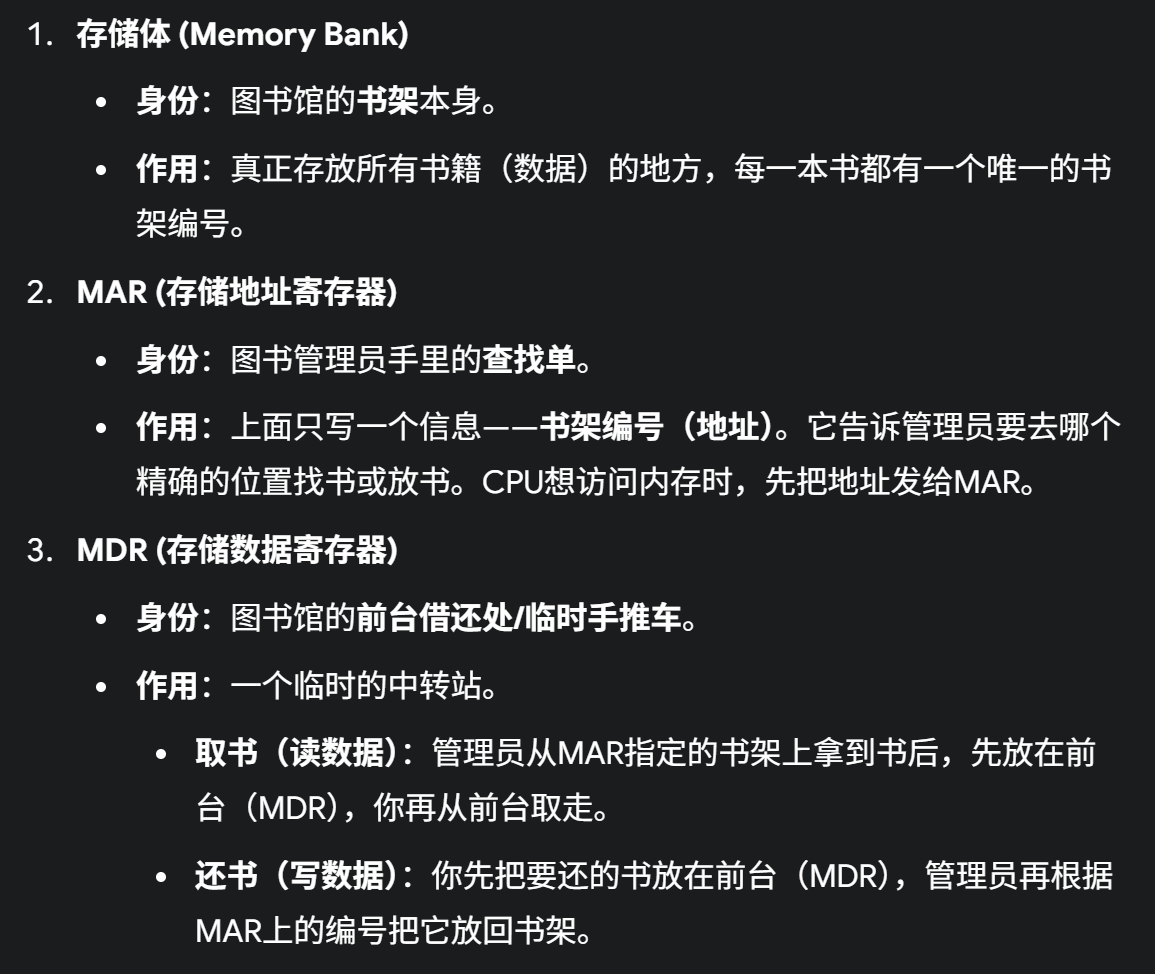 1. 存储体 (Memory Bank)
• 身份：图书馆的书架本身。
• 作用：真正存放所有书籍（数据）的地方，每一本书都有一个唯一的书
架编号。
2. MAR (存储地址寄存器)
• 身份：图书管理员手里的查找单。
• 作用：上面只写一个信息——书架编号（地址）。它告诉管理员要去哪个
精确的位置找书或放书。CPU想访问内存时，先把地址发给MAR。
3. MDR (存储数据寄存器)
• 身份：图书馆的前台借还处/临时手推车。
• 作用：一个临时的中转站。
• 取书（读数据）：管理员从MAR指定的书架上拿到书后，先放在前
台（MDR），你再从前台取走。
• 还书（写数据）：你先把要还的书放在前台（MDR），管理员再根据
MAR上的编号把它放回书架。